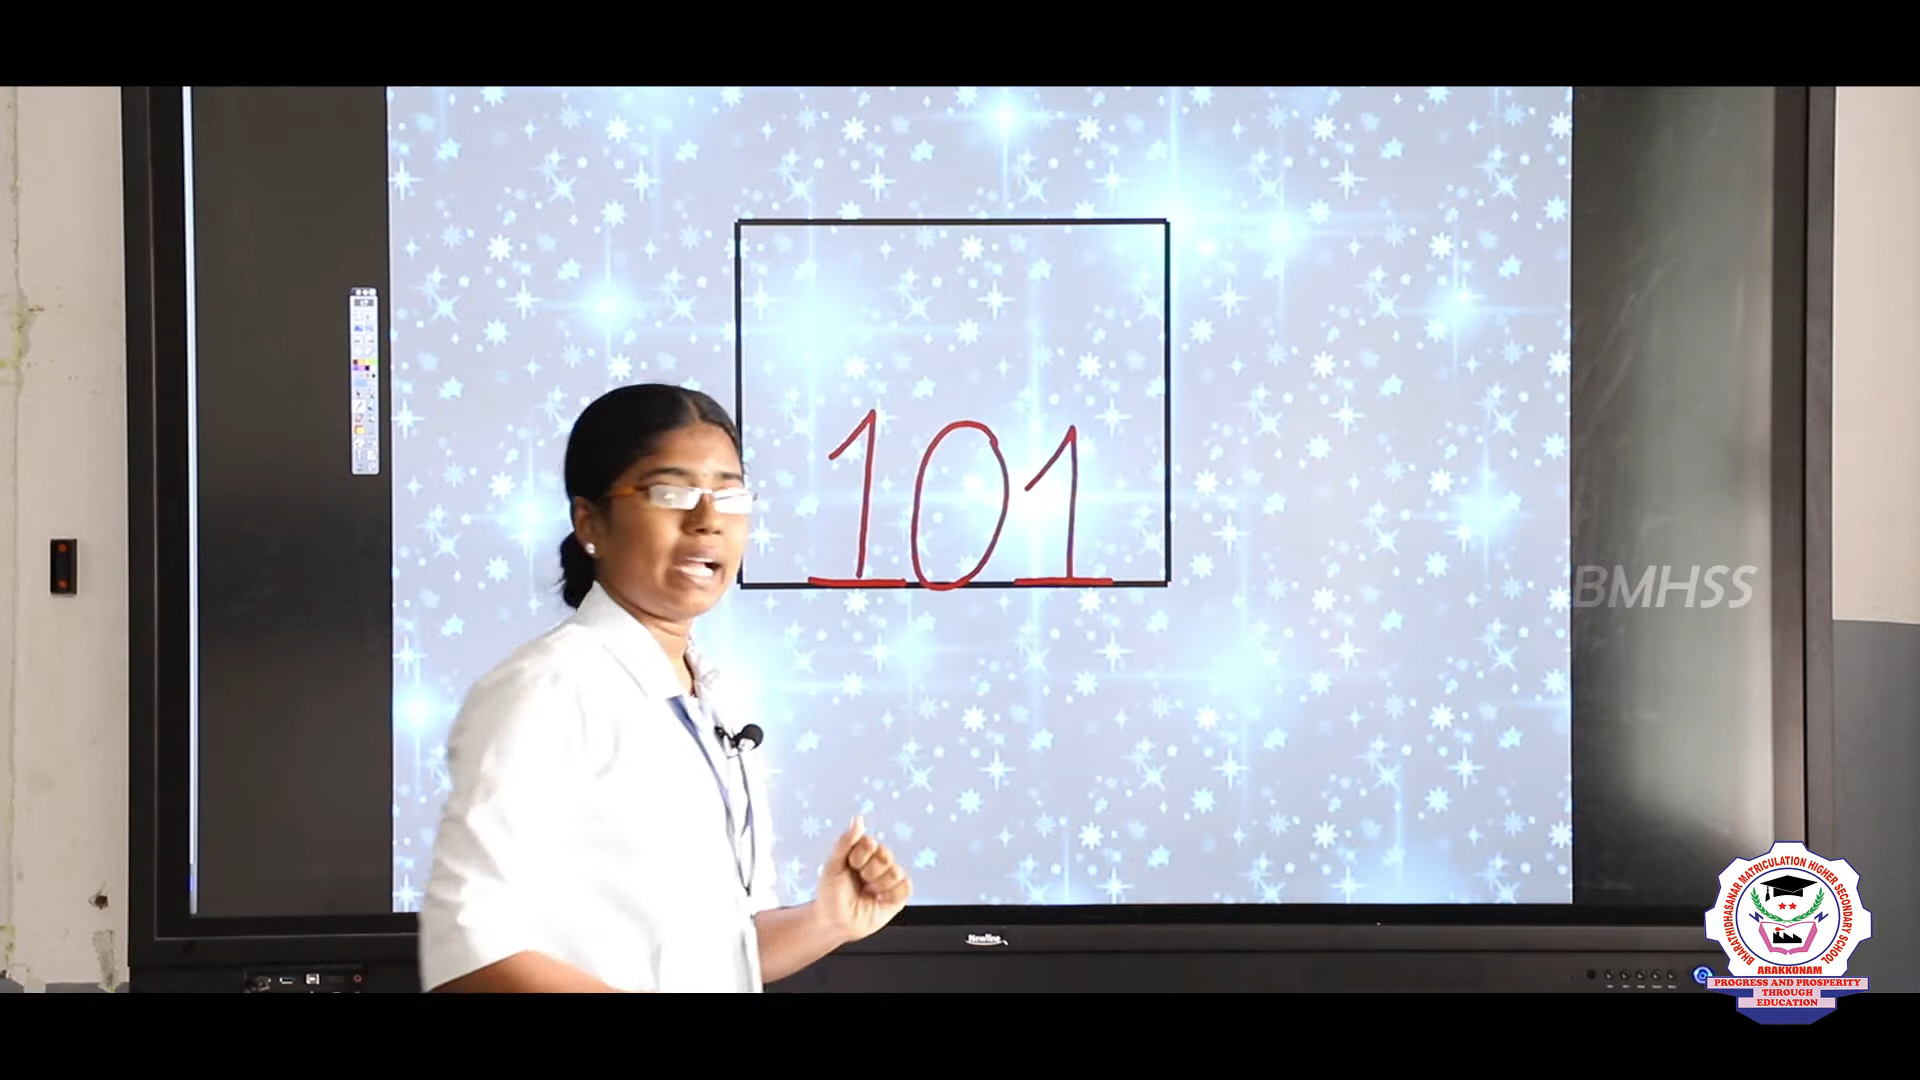 101
BMHSS
Newline
BHARATHIDHASANAR MATRICULATION HIGHER SECONDARY SCHOOL
ARAKKONAM
PROGRESS AND PROSPERITY
THROUGH
EDUCATION